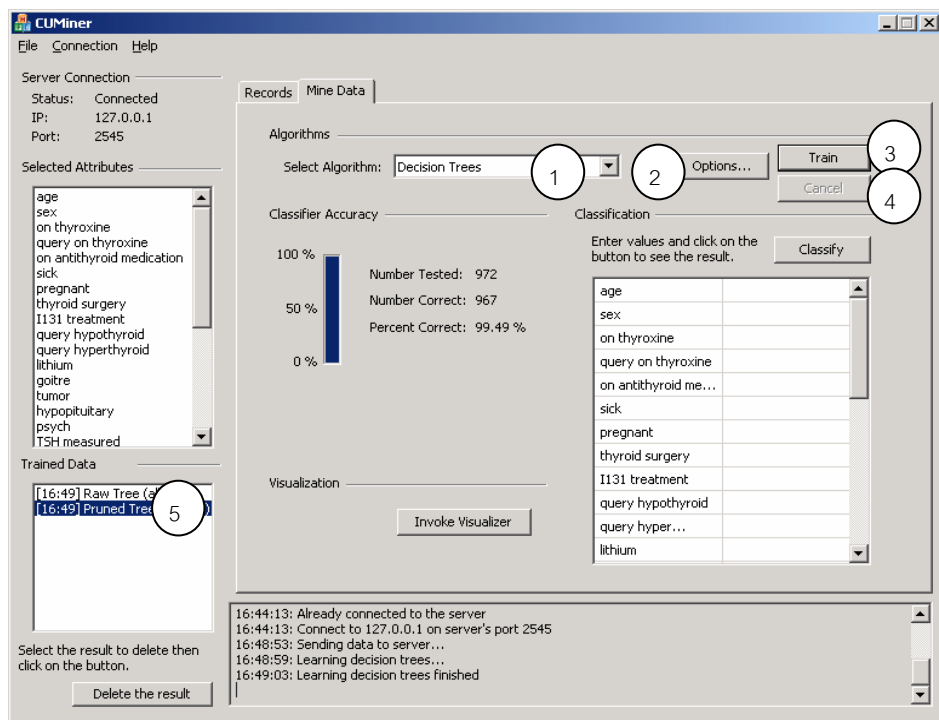 CUMiner
File Connection Help
Server Connection
Status: Connected
IP: 127.0.0.1
Port: 2545
Selected Attributes
age
sex
on thyroxine
query on thyroxine
on antithyroid medication
sick
pregnant
thyroid surgery
I131 treatment
query hypothyroid
query hyperthyroid
lithium
goitre
tumor
hypopituitary
psych
TSH measured
Trained Data
[16:49] Raw Tree
[16:49] Pruned Tree
5
Select the result to delete then
click on the button.
Delete the result
Records Mine Data
Algorithms
Select Algorithm: Decision Trees 1 2 Options... Train 3
Cancel 4
Classifier Accuracy
100 %
50 %
0 %
Number Tested: 972
Number Correct: 967
Percent Correct: 99.49 %
Visualization
Invoke Visualizer
Classification
Enter values and click on the
button to see the result.
Classify
age
sex
on thyroxine
query on thyroxine
on antithyroid me...
sick
pregnant
thyroid surgery
I131 treatment
query hypothyroid
query hyper...
lithium
16:44:13: Already connected to the server
16:44:13: Connect to 127.0.0.1 on server's port 2545
16:48:53: Sending data to server...
16:48:59: Learning decision trees...
16:49:03: Learning decision trees finished